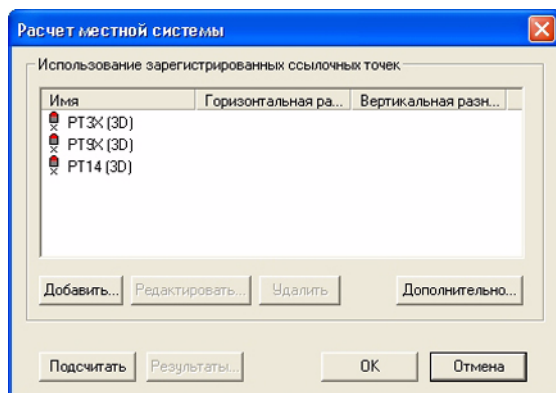 Расчет местной системы
Использование зарегистрированных ссылочных точек
Имя Горизонтальная ра... Вертикальная разн...
PT3X (3D)
PT9X (3D)
PT14 (3D)
Добавить... Редактировать... Удалить Дополнительно...
Подсчитать Результаты... OK Отмена